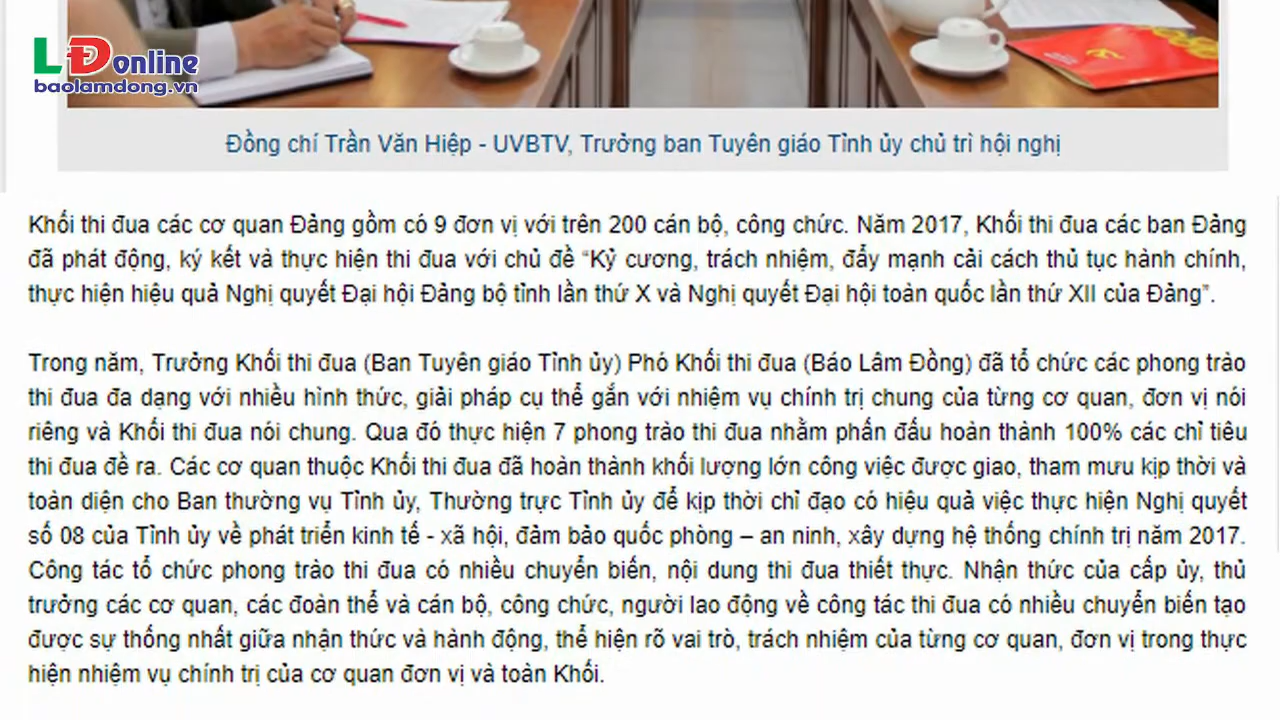 LĐ online
baolamdong.vn
Đồng chí Trần Văn Hiệp - UVBTV, Trưởng ban Tuyên giáo Tỉnh ủy chủ trì hội nghị
Khối thi đua các cơ quan Đảng gồm có 9 đơn vị với trên 200 cán bộ, công chức. Năm 2017, Khối thi đua các ban Đảng
đã phát động, ký kết và thực hiện thi đua với chủ đề “Kỷ cương, trách nhiệm, đẩy mạnh cải cách thủ tục hành chính,
thực hiện hiệu quả Nghị quyết Đại hội Đảng bộ tỉnh lần thứ X và Nghị quyết Đại hội toàn quốc lần thứ XII của Đảng”.
Trong năm, Trưởng Khối thi đua (Ban Tuyên giáo Tỉnh ủy) Phó Khối thi đua (Báo Lâm Đồng) đã tổ chức các phong trào
thi đua đa dạng với nhiều hình thức, giải pháp cụ thể gắn với nhiệm vụ chính trị chung của từng cơ quan, đơn vị nói
riêng và Khối thi đua nói chung. Qua đó thực hiện 7 phong trào thi đua nhằm phấn đấu hoàn thành 100% các chỉ tiêu
thi đua đề ra. Các cơ quan thuộc Khối thi đua đã hoàn thành khối lượng lớn công việc được giao, tham mưu kịp thời và
toàn diện cho Ban thường vụ Tỉnh ủy, Thường trực Tỉnh ủy để kịp thời chỉ đạo có hiệu quả việc thực hiện Nghị quyết
số 08 của Tỉnh ủy về phát triển kinh tế - xã hội, đảm bảo quốc phòng – an ninh, xây dựng hệ thống chính trị năm 2017.
Công tác tổ chức phong trào thi đua có nhiều chuyển biến, nội dung thi đua thiết thực. Nhận thức của cấp ủy, thủ
trưởng các cơ quan, các đoàn thể và cán bộ, công chức, người lao động về công tác thi đua có nhiều chuyển biến tạo
được sự thống nhất giữa nhận thức và hành động, thể hiện rõ vai trò, trách nhiệm của từng cơ quan, đơn vị trong thực
hiện nhiệm vụ chính trị của cơ quan đơn vị và toàn Khối.